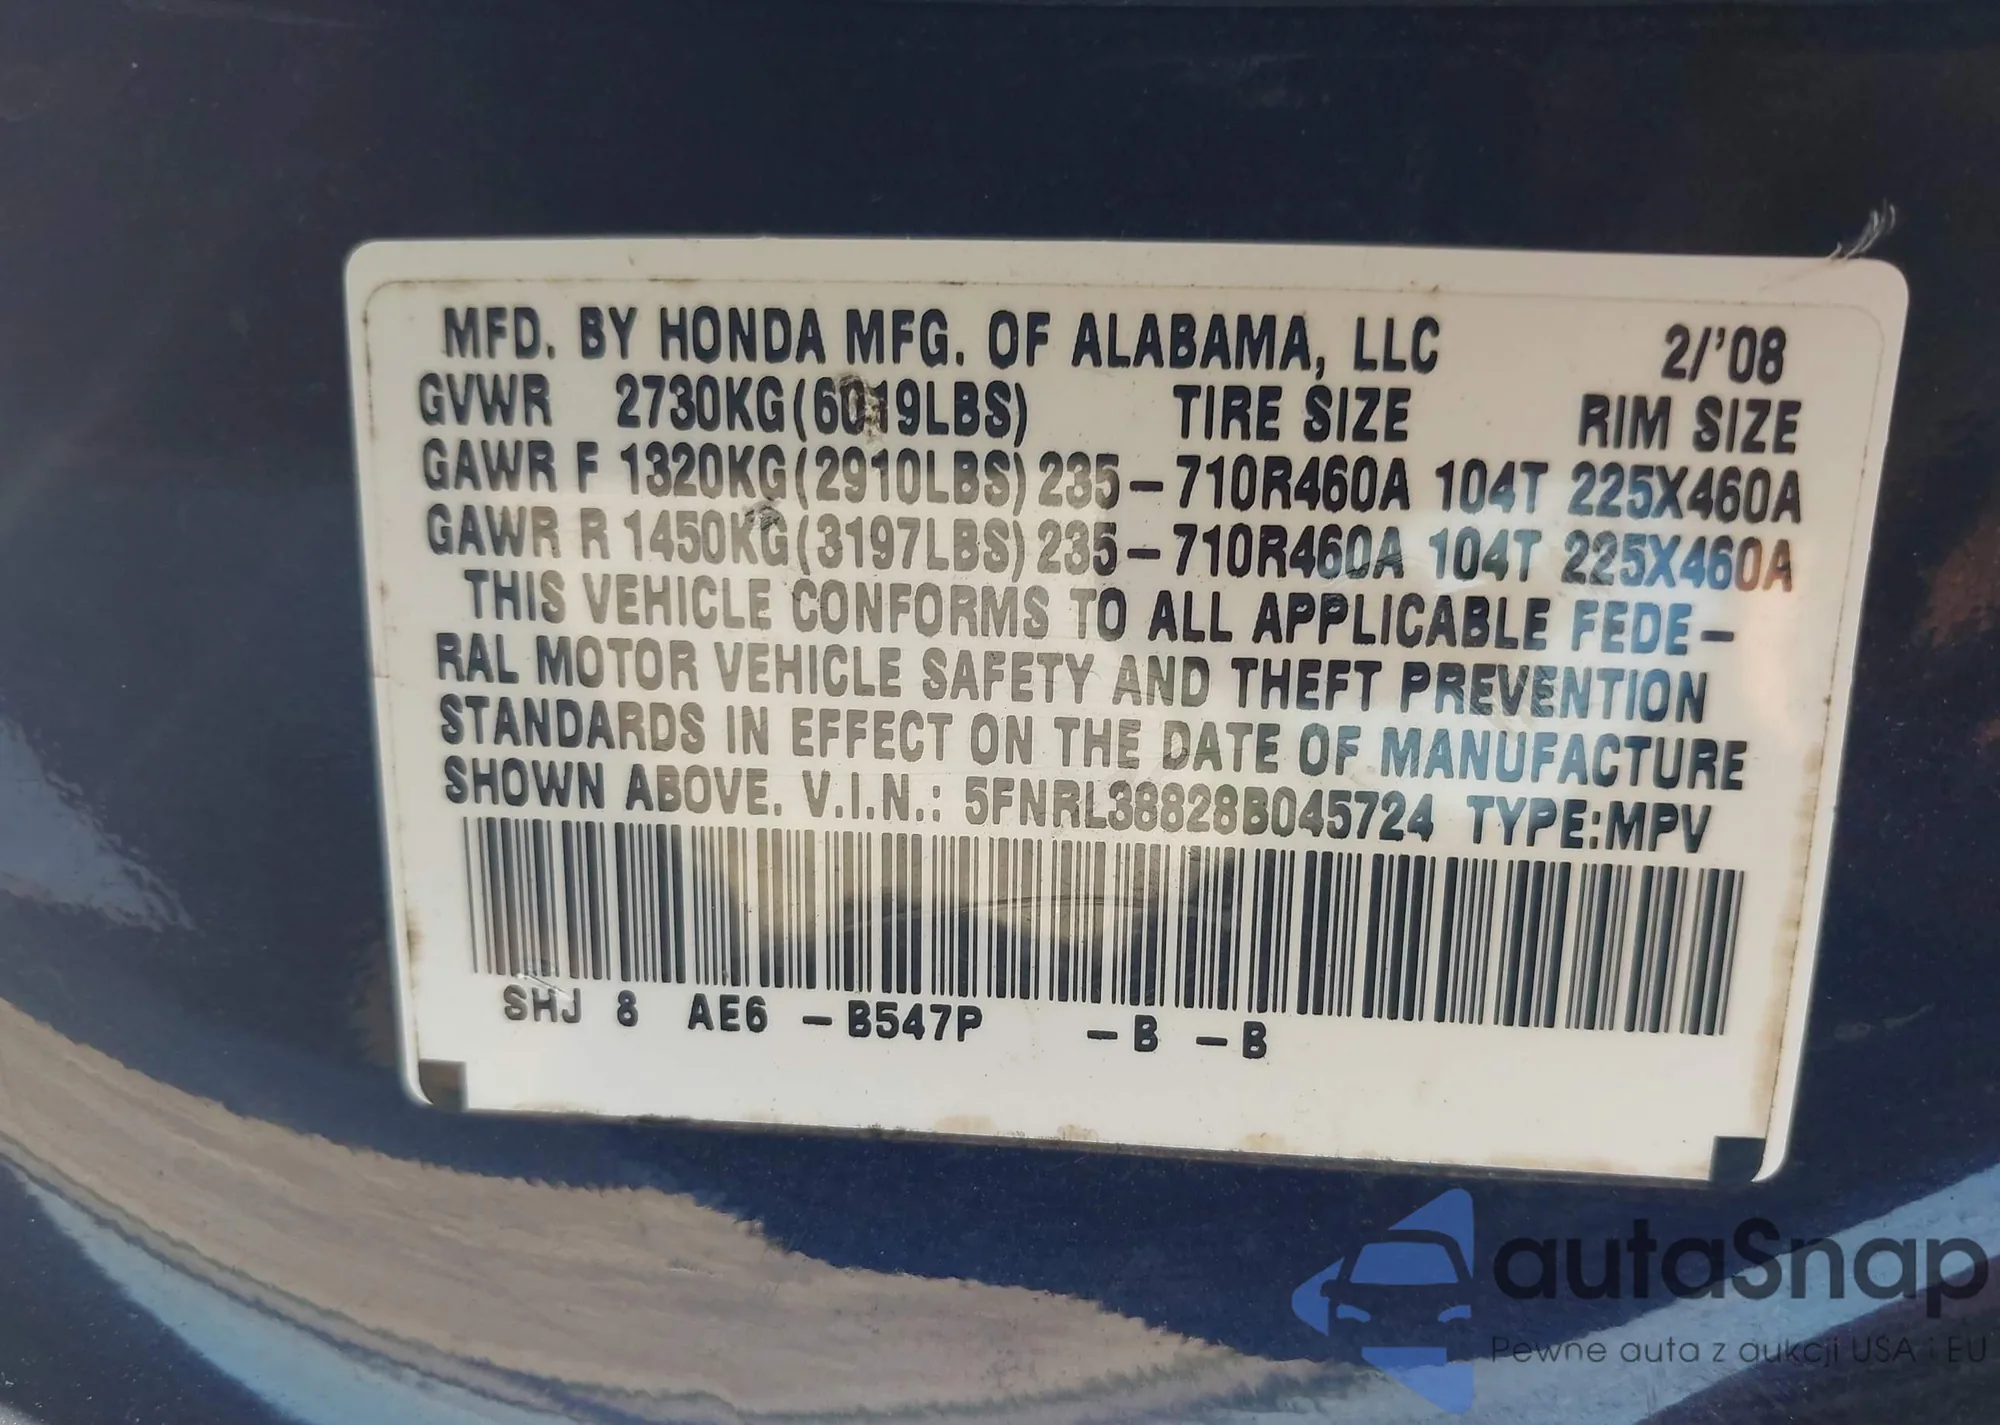 MFD. BY HONDA MFG. OF ALABAMA, LLC 2/'08
GVWR 2730KG(6019LBS) TIRE SIZE RIM SIZE
GAWR F 1320KG(2910LBS) 235-710R460A 104T 225X460A
GAWR R 1450KG(3197LBS) 235-710R460A 104T 225X460A
THIS VEHICLE CONFORMS TO ALL APPLICABLE FEDE-
RAL MOTOR VEHICLE SAFETY AND THEFT PREVENTION
STANDARDS IN EFFECT ON THE DATE OF MANUFACTURE
SHOWN ABOVE. V.I.N.: 5FNRL38828B045724 TYPE:MPV
SHJ 8 AE6 -B547P -B -B
autaSnap
Pewne auta z aukcji USA i EU